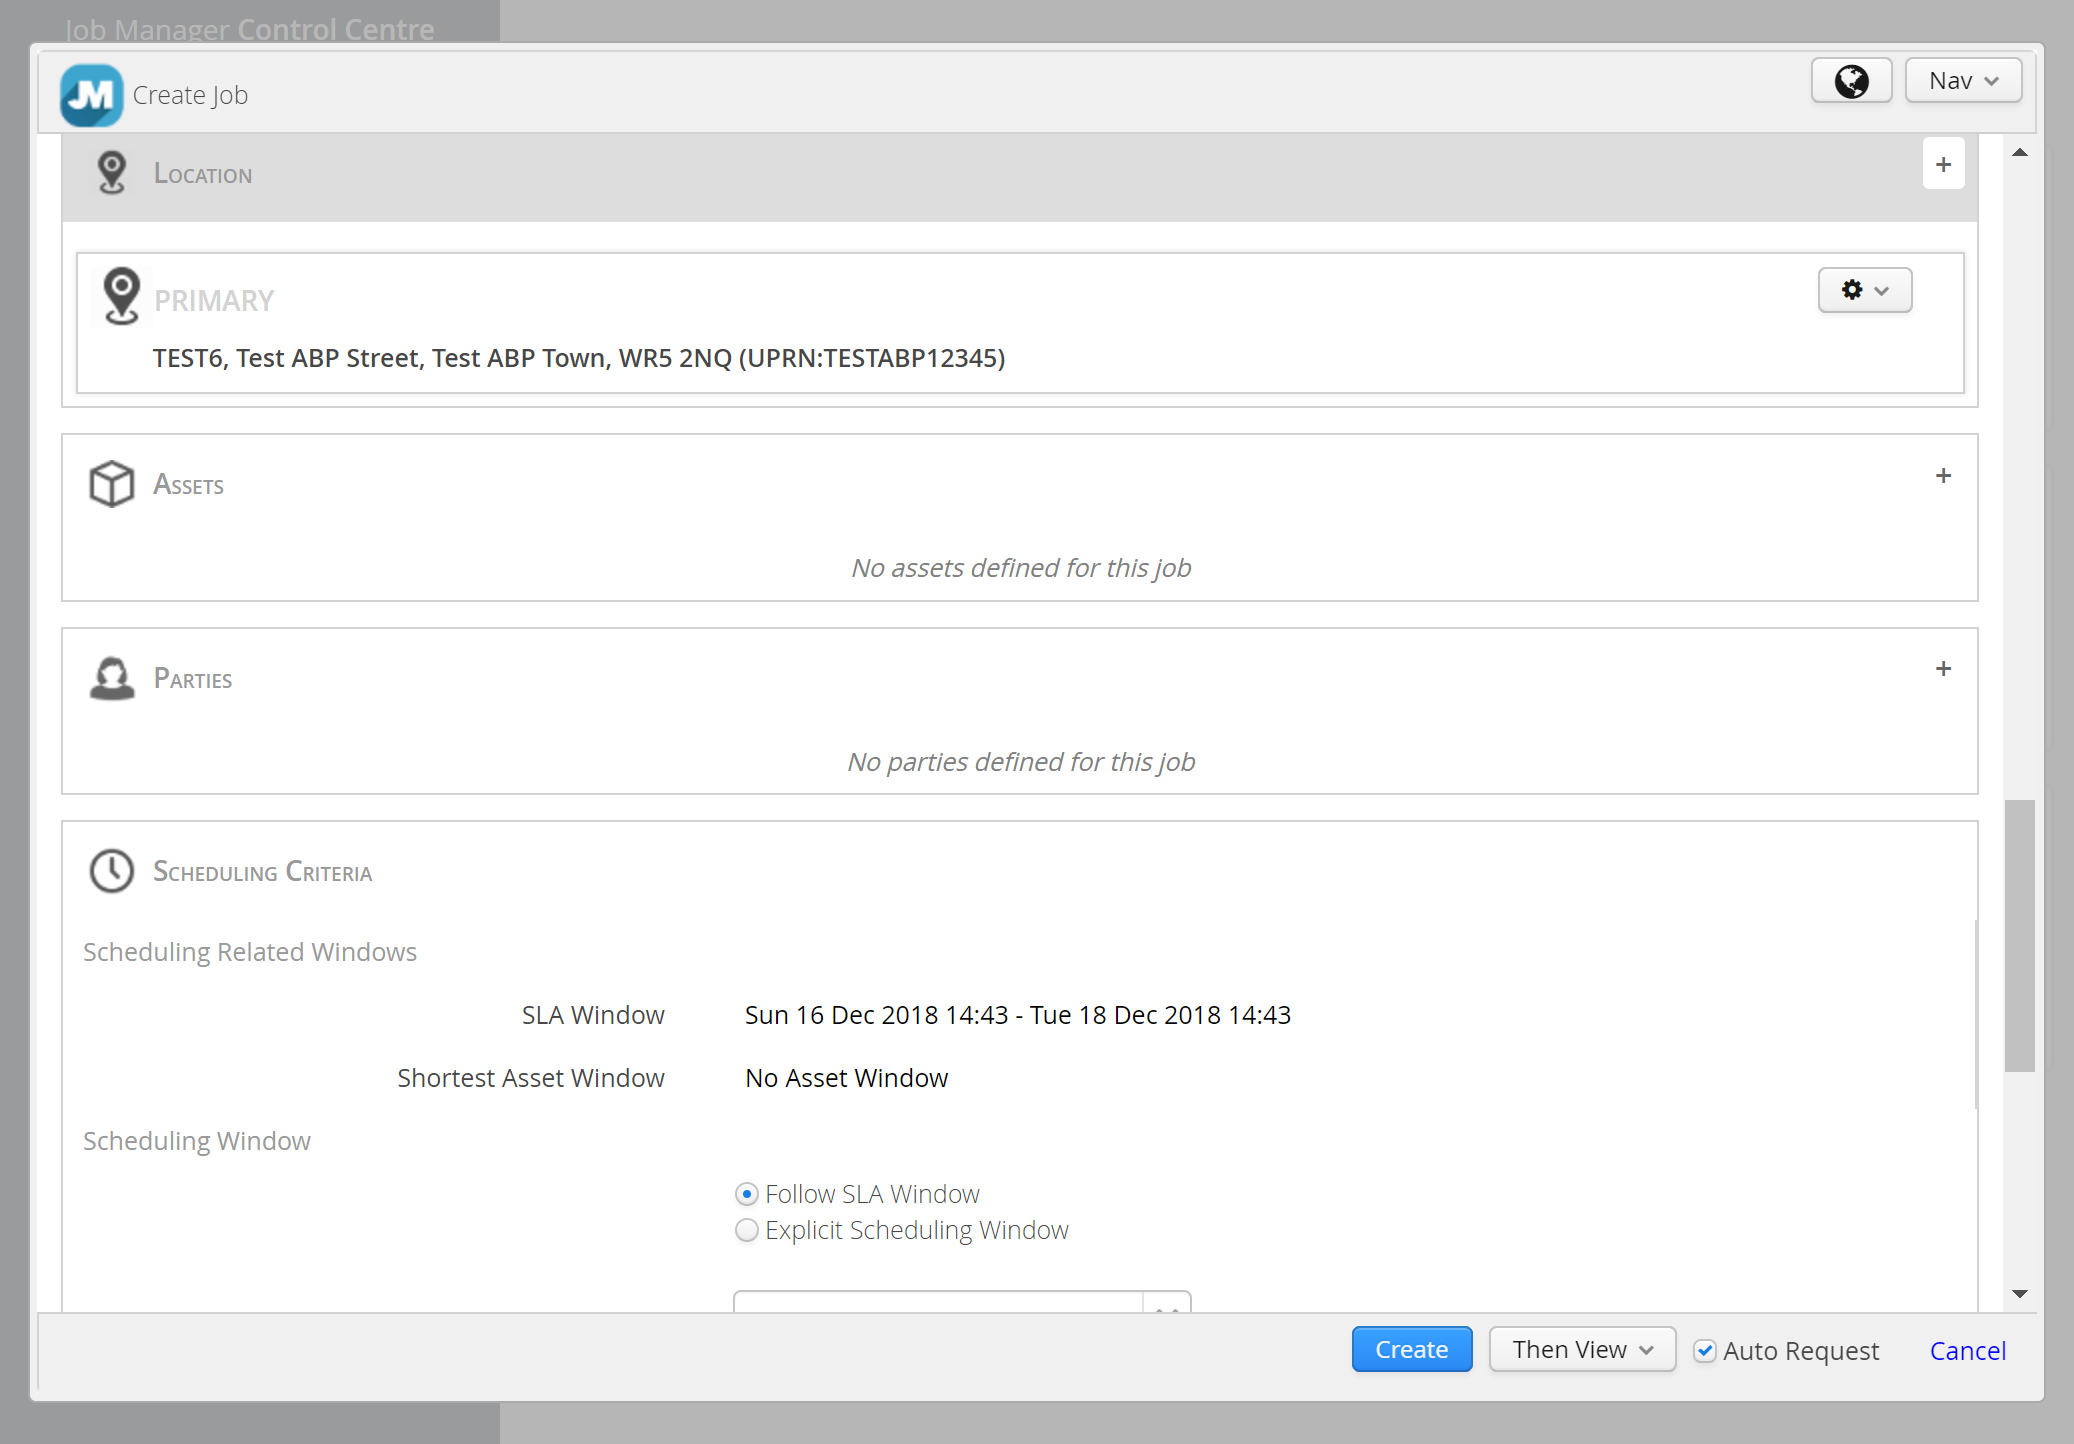 Job Manager Control Centre
JM Create Job
Nav
Location
+
PRIMARY
TEST6, Test ABP Street, Test ABP Town, WR5 2NQ (UPRN:TESTABP12345)
Assets
+
No assets defined for this job
Parties
+
No parties defined for this job
Scheduling Criteria
Scheduling Related Windows
SLA Window Sun 16 Dec 2018 14:43 - Tue 18 Dec 2018 14:43
Shortest Asset Window No Asset Window
Scheduling Window
Follow SLA Window
Explicit Scheduling Window
Create Then View Auto Request Cancel